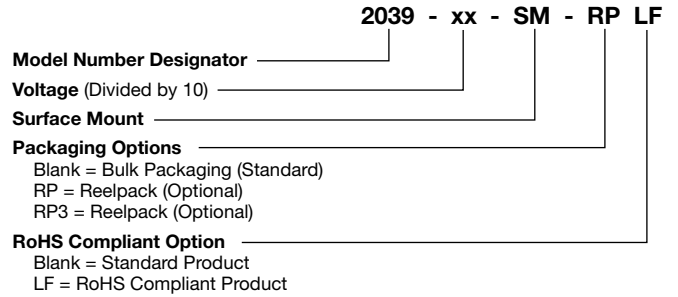 2039 - xx - SM - RP LF
Model Number Designator
Voltage (Divided by 10)
Surface Mount
Packaging Options
Blank = Bulk Packaging (Standard)
RP = Reelpack (Optional)
RP3 = Reelpack (Optional)
RoHS Compliant Option
Blank = Standard Product
LF = RoHS Compliant Product